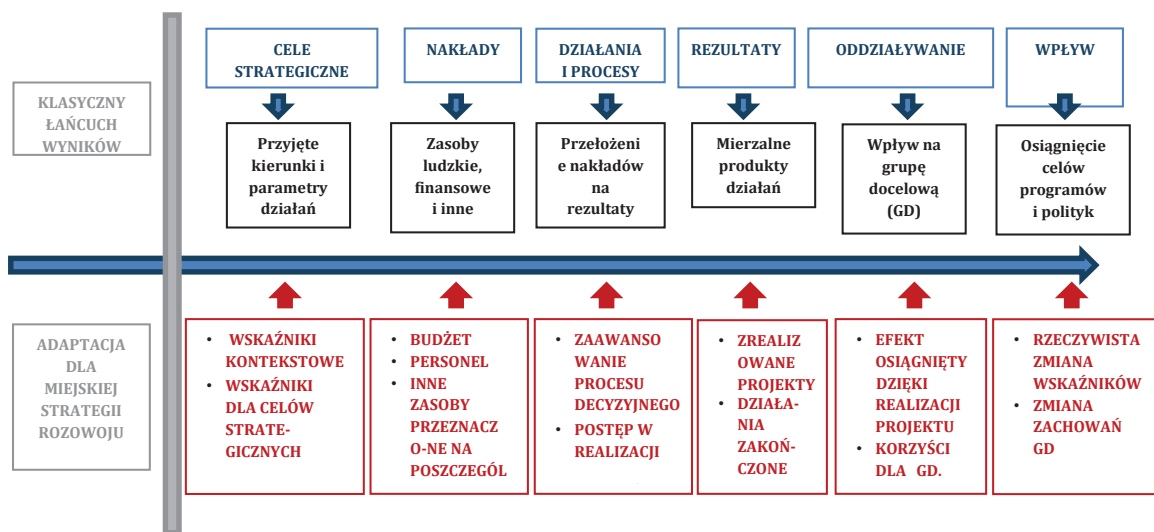 CELE
STRATEGICZNE
NAKŁADY
DZIAŁANIA
I PROCESY
REZULTATY
ODDZIAŁYWANIE
WPŁYW
KLASYCZNY
ŁAŃCUCH
WYNIKÓW
Przyjęte
kierunki i
parametry
działań
Zasoby
ludzkie,
finansowe
i inne
Przełożeni
e nakładów
na
rezultaty
Mierzalne
produkty
działań
Wpływ na
grupę
docelową
(GD)
Osiągnięcie
celów
programów
i polityk
ADAPTACJA
DLA
MIEJSKIEJ
STRATEGII
ROZOWOJU
• WSKAŹNIKI
KONTEKSTOWE
• WSKAŹNIKI
DLA CELÓW
STRATE-
GICZNYCH
• BUDŻET
• PERSONEL
• INNE
ZASOBY
PRZEZNACZ
O-NE NA
POSZCZEGÓL
• ZAAWANSO
WANIE
PROCESU
DECYZYJNEGO
• POSTĘP W
REALIZACJI
• ZREALIZ
OWANE
PROJEKTY
• DZIAŁA-
NIA
ZAKOŃ-
CZONE
• EFEKT
OSIĄGNIĘTY
DZIĘKI
REALIZACJI
PROJEKTU
• KORZYŚCI
DLA GD.
• RZECZYWISTA
ZMIANA
WSKAŹNIKÓW
• ZMIANA
ZACHOWAŃ
GD